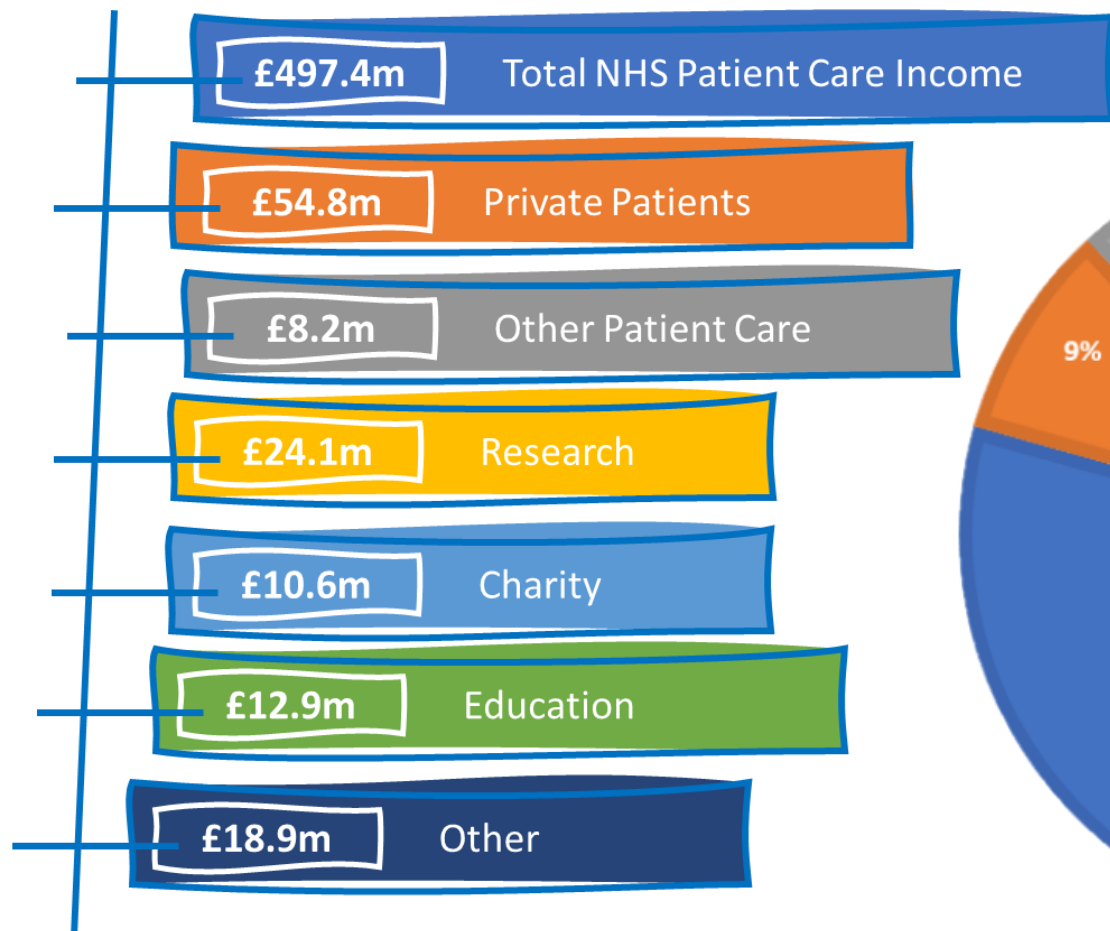 £497.4m Total NHS Patient Care Income
£54.8m Private Patients
£8.2m Other Patient Care
£24.1m Research
£10.6m Charity
£12.9m Education
£18.9m Other
9%